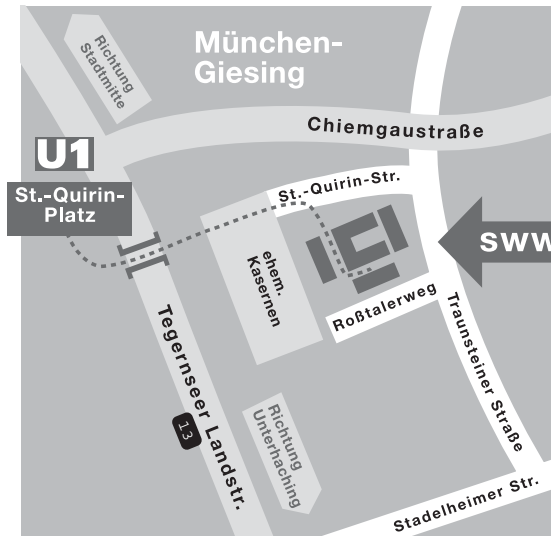 Richtung
Stadtmitte
München-
Giesing
Chiemgaustraße
U1
St.-Quirin-
Platz
St.-Quirin-Str.
SWW
ehem.
Kasernen
Roßtalerweg
Tegernseer Landstr.
13
Traunsteiner Straße
Richtung
Unterhaching
Stadelheimer Str.